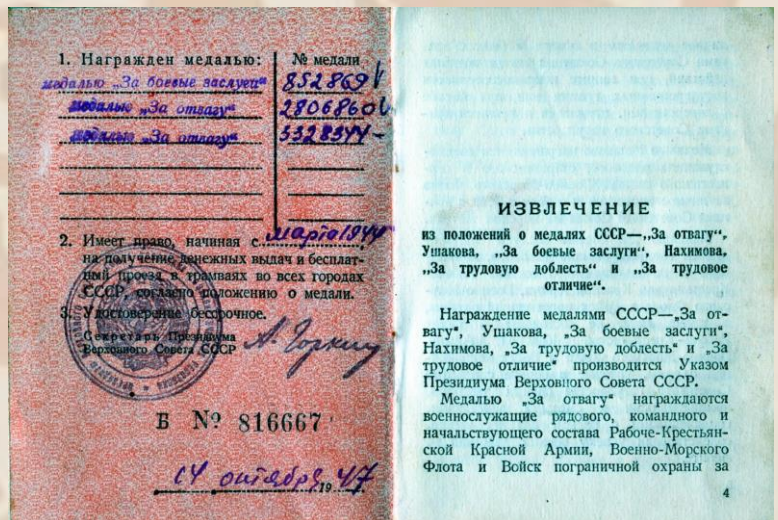 1. Награжден медалью: № медали
медалью „За боевые заслуги“ 852869
медалью „За отвагу“ 2806860
медалью „За отвагу“ 3328344
2. Имеет право, начиная с марта 1944
на получение денежных выдач и бесплат-
ный проезд в трамваях во всех городах
СССР, согласно положению о медали.
3. Удостоверение бессрочное.
Секретарь Президиума
Верховного Совета СССР А. Горкин
Б № 816667
14 октября 1947
ИЗВЛЕЧЕНИЕ
из положений о медалях СССР—„За отвагу“,
Ушакова, „За боевые заслуги“, Нахимова,
„За трудовую доблесть“ и „За трудовое
отличие“.
Награждение медалями СССР—„За от-
вагу“, Ушакова, „За боевые заслуги“,
Нахимова, „За трудовую доблесть“ и „За
трудовое отличие“ производится Указом
Президиума Верховного Совета СССР.
Медалью „За отвагу“ награждаются
военнослужащие рядового, командного и
начальствующего состава Рабоче-Крестьян-
ской Красной Армии, Военно-Морского
Флота и Войск пограничной охраны за
4